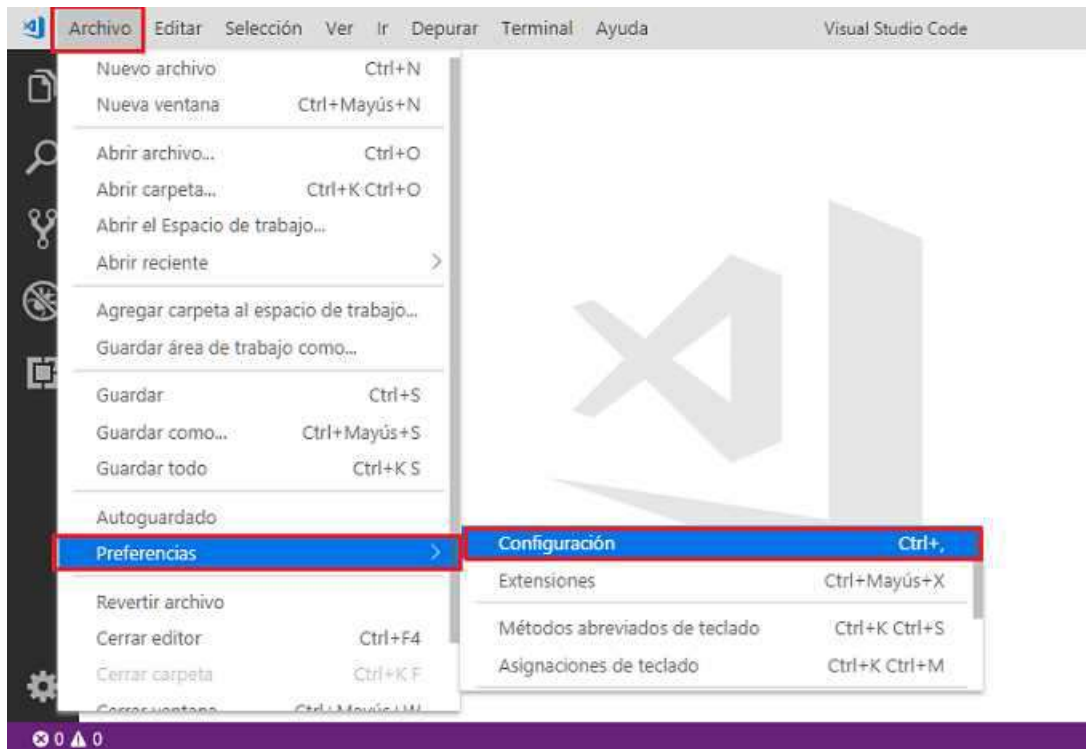 Archivo Editar Selección Ver Ir Depurar Terminal Ayuda Visual Studio Code
Nuevo archivo Ctrl+N
Nueva ventana Ctrl+Mayús+N
Abrir archivo... Ctrl+O
Abrir carpeta... Ctrl+K Ctrl+O
Abrir el Espacio de trabajo...
Abrir reciente
Agregar carpeta al espacio de trabajo...
Guardar área de trabajo como...
Guardar Ctrl+S
Guardar como... Ctrl+Mayús+S
Guardar todo Ctrl+K S
Autoguardado
Preferencias
Configuración Ctrl+,
Extensiones Ctrl+Mayús+X
Métodos abreviados de teclado Ctrl+K Ctrl+S
Asignaciones de teclado Ctrl+K Ctrl+M
Revertir archivo
Cerrar editor Ctrl+F4
Cerrar carpeta Ctrl+K F
Cerrar ventana Ctrl+Mayús+W
0 0